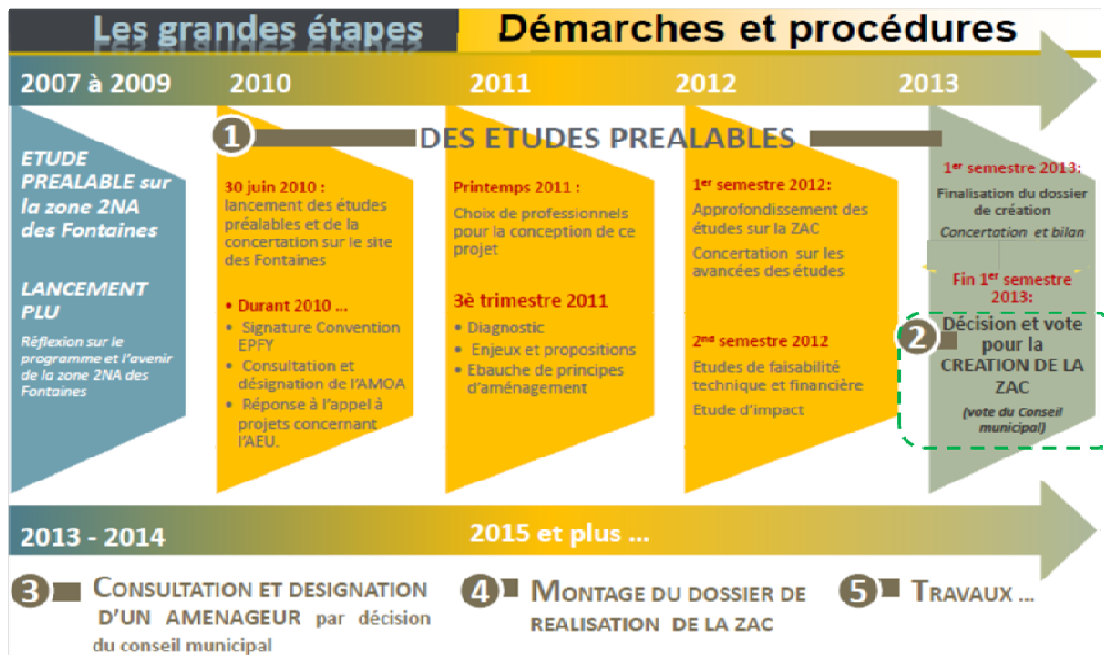 Les grandes étapes
Démarches et procédures
2007 à 2009
2010
2011
2012
2013
1
DES ETUDES PREALABLES
ETUDE
PREALABLE sur
la zone 2NA
des Fontaines
LANCEMENT
PLU
Réflexion sur le
programme et l'avenir
de la zone 2NA des
Fontaines
30 juin 2010 :
lancement des études
préalables et de la
concertation sur le site
des Fontaines
• Durant 2010 ...
• Signature Convention
EPFY
• Consultation et
désignation de l'AMOA
• Réponse à l'appel à
projets concernant
l'AEU.
Printemps 2011 :
Choix de professionnels
pour la conception de ce
projet
3è trimestre 2011
• Diagnostic
• Enjeux et propositions
• Ebauche de principes
d'aménagement
1er semestre 2012:
Approfondissement des
études sur la ZAC
Concertation sur les
avancées des études
2nd semestre 2012
Etudes de faisabilité
technique et financière
Etude d'impact
1er semestre 2013:
Finalisation du dossier
de création
Concertation et bilan
Fin 1er semestre
2013:
2
Décision et vote
pour la
CREATION DE LA
ZAC
(vote du Conseil
municipal)
2013 - 2014
2015 et plus ...
3
CONSULTATION ET DESIGNATION
D'UN AMENAGEUR par décision
du conseil municipal
4
MONTAGE DU DOSSIER DE
REALISATION DE LA ZAC
5
TRAVAUX ...